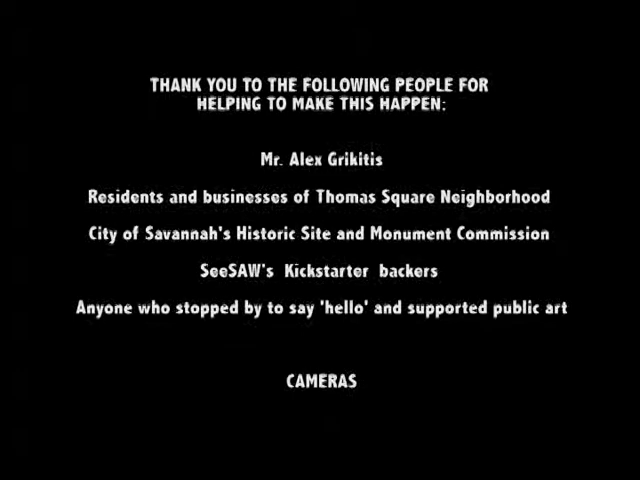 THANK YOU TO THE FOLLOWING PEOPLE FOR
HELPING TO MAKE THIS HAPPEN:
Mr. Alex Grikitis
Residents and businesses of Thomas Square Neighborhood
City of Savannah's Historic Site and Monument Commission
SeeSAW's Kickstarter backers
Anyone who stopped by to say 'hello' and supported public art
CAMERAS